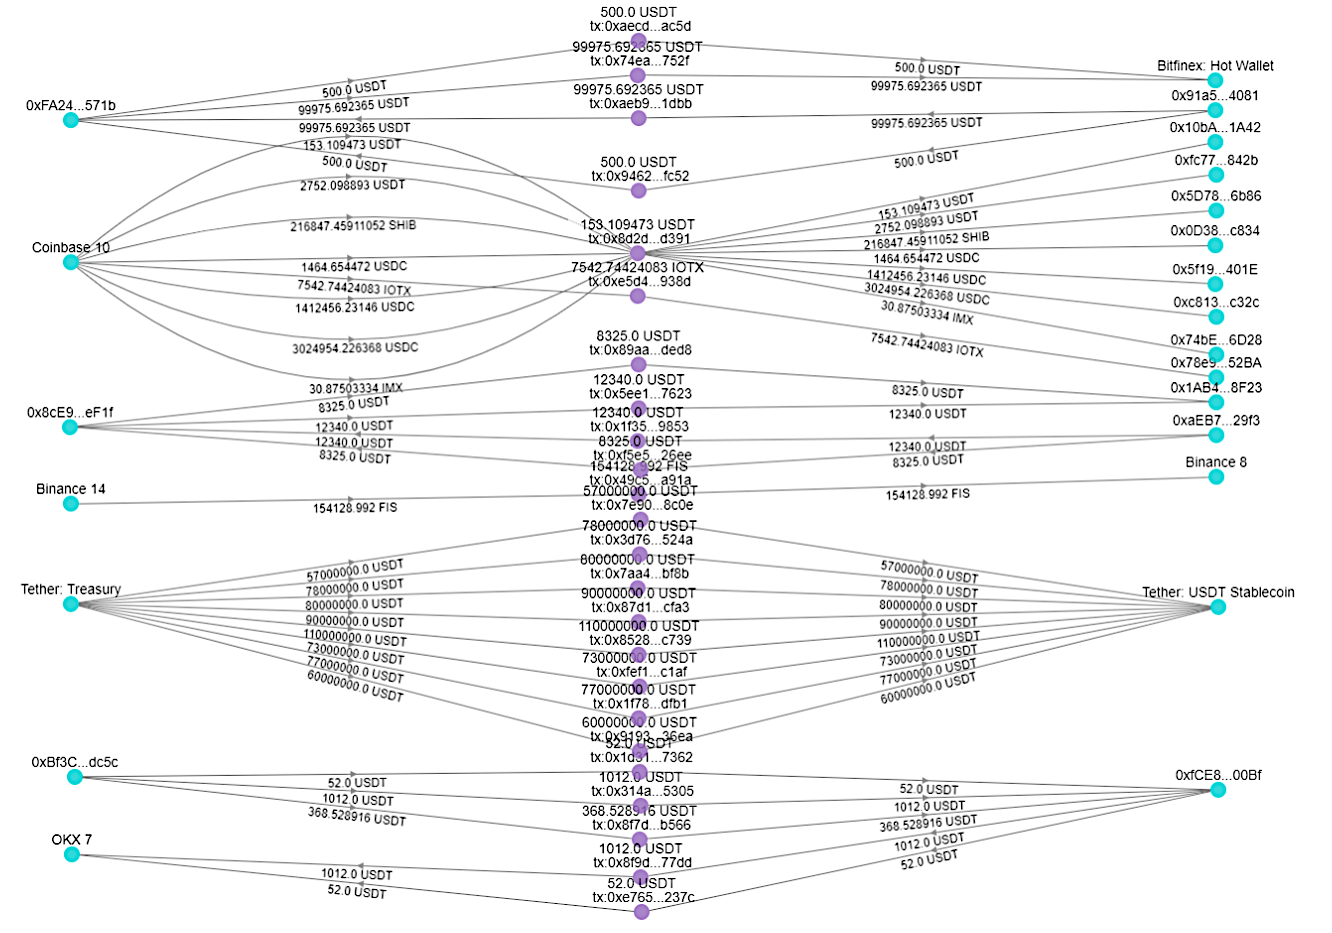 500.0 USDT
tx:0xaecd...ac5d
99975.692365 USDT
tx:0x74ea...752f
99975.692365 USDT
tx:0xaeb9...1dbb
500.0 USDT
tx:0x9462...fc52
153.109473 USDT
tx:0x8d2d...d391
7542.74424083 IOTX
tx:0xe5d4...938d
8325.0 USDT
tx:0x89aa...ded8
12340.0 USDT
tx:0x5ee1...7623
12340.0 USDT
tx:0x1f35...9853
8325.0 USDT
tx:0xf5e5...26ee
154128.992 FIS
tx:0x49c5...a91a
57000000.0 USDT
tx:0x7e90...8c0e
78000000.0 USDT
tx:0x3d76...524a
80000000.0 USDT
tx:0x7aa4...bf8b
90000000.0 USDT
tx:0x87d1...cfa3
110000000.0 USDT
tx:0x8528...c739
73000000.0 USDT
tx:0xfef1...c1af
77000000.0 USDT
tx:0x1f78...dfb1
60000000.0 USDT
tx:0x9193...36ea
52.0 USDT
tx:0x1d31...7362
1012.0 USDT
tx:0x314a...5305
368.528916 USDT
tx:0x8f7d...b566
1012.0 USDT
tx:0x8f9d...77dd
52.0 USDT
tx:0xe765...237c
0xFA24...571b
Coinbase 10
0x8cE9...eF1f
Binance 14
Tether: Treasury
0xBf3C...dc5c
OKX 7
500.0 USDT
99975.692365 USDT
99975.692365 USDT
153.109473 USDT
500.0 USDT
2752.098893 USDT
216847.45911052 SHIB
1464.654472 USDC
7542.74424083 IOTX
1412456.23146 USDC
3024954.226368 USDC
30.87503334 IMX
8325.0 USDT
12340.0 USDT
12340.0 USDT
8325.0 USDT
154128.992 FIS
57000000.0 USDT
78000000.0 USDT
80000000.0 USDT
90000000.0 USDT
110000000.0 USDT
73000000.0 USDT
77000000.0 USDT
60000000.0 USDT
52.0 USDT
1012.0 USDT
368.528916 USDT
1012.0 USDT
52.0 USDT
500.0 USDT
99975.692365 USDT
99975.692365 USDT
500.0 USDT
153.109473 USDT
2752.098893 USDT
216847.45911052 SHIB
1464.654472 USDC
1412456.23146 USDC
3024954.226368 USDC
30.87503334 IMX
7542.74424083 IOTX
8325.0 USDT
12340.0 USDT
12340.0 USDT
8325.0 USDT
154128.992 FIS
57000000.0 USDT
78000000.0 USDT
80000000.0 USDT
90000000.0 USDT
110000000.0 USDT
73000000.0 USDT
77000000.0 USDT
60000000.0 USDT
52.0 USDT
1012.0 USDT
368.528916 USDT
1012.0 USDT
52.0 USDT
Bitfinex: Hot Wallet
0x91a5...4081
0x10bA...1A42
0xfc77...842b
0x5D78...6b86
0x0D38...c834
0x5f19...401E
0xc813...c32c
0x74bE...6D28
0x78e9...52BA
0x1AB4...8F23
0xaEB7...29f3
Binance 8
Tether: USDT Stablecoin
0xfCE8...00Bf